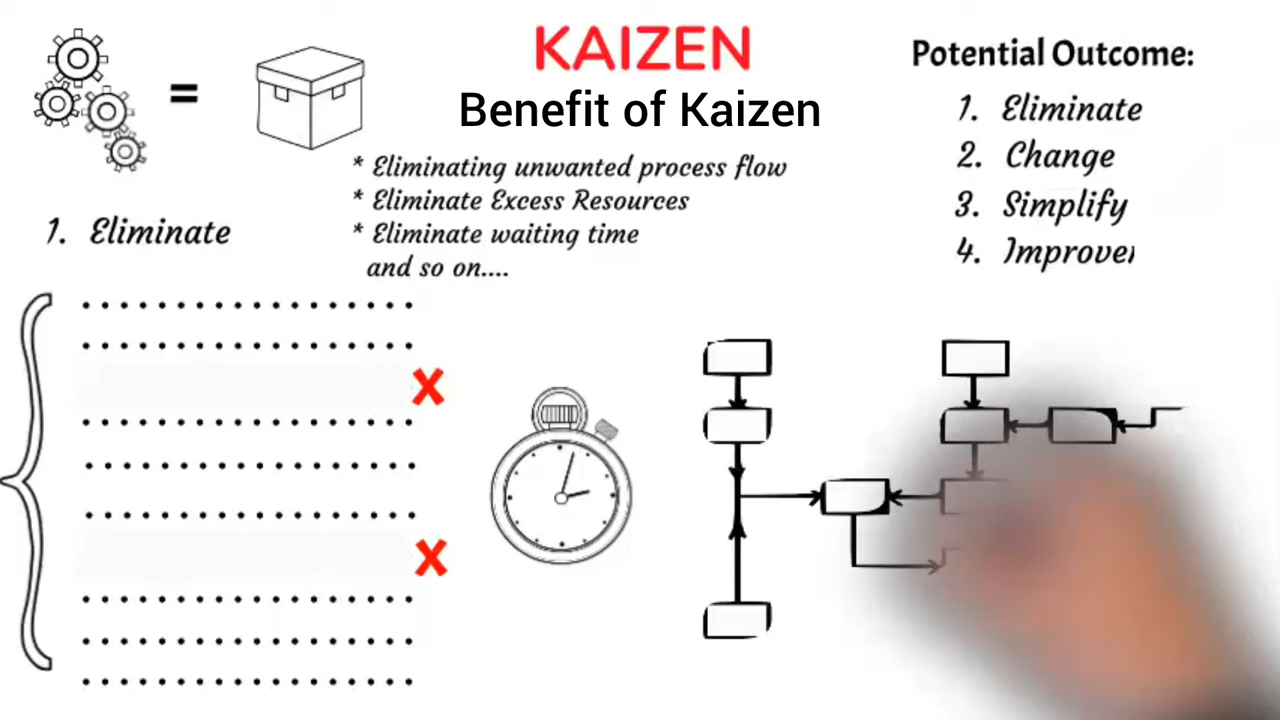 KAIZEN
Benefit of Kaizen
* Eliminating unwanted process flow
* Eliminate Excess Resources
* Eliminate waiting time
and so on....
=
1. Eliminate
X
X
Potential Outcome:
1. Eliminate
2. Change
3. Simplify
4.